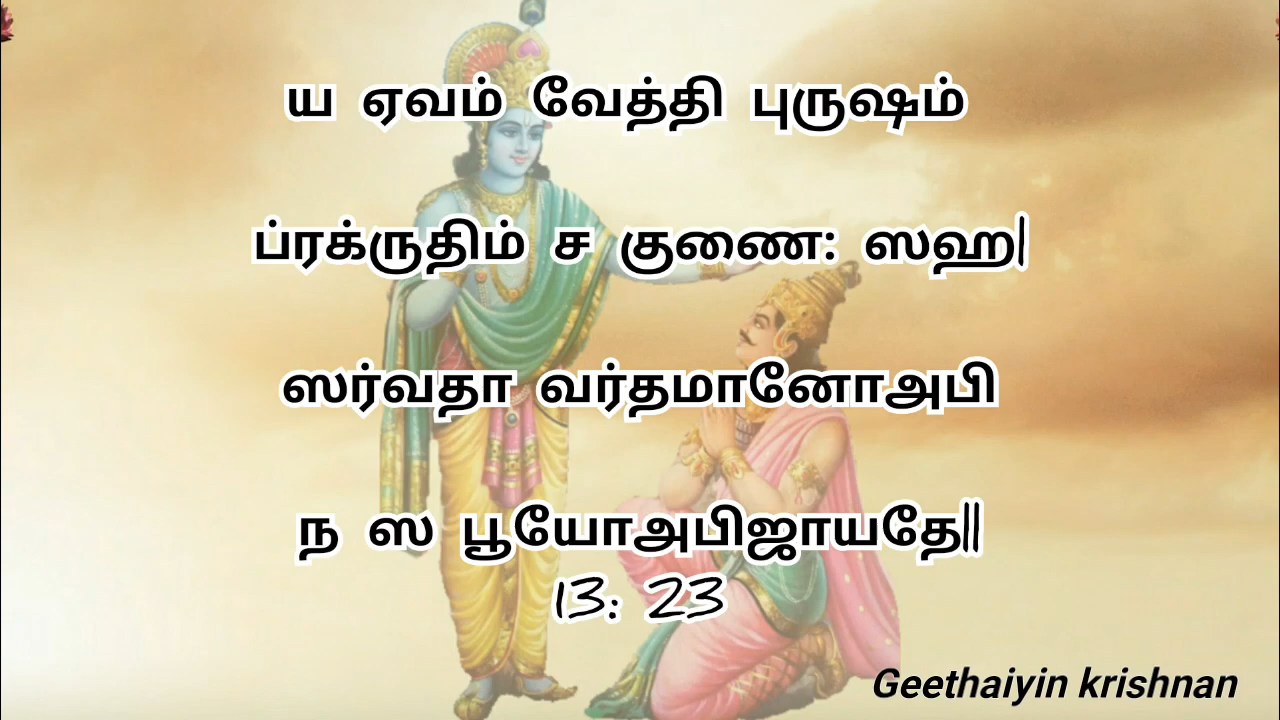 ய ஏவம் வேத்தி புருஷம்
ப்ரக்ருதிம் ச குணை: ஸஹ|
ஸர்வதா வர்தமானோஅபி
ந ஸ பூயோஅபிஜாயதே||
13: 23
Geethaiyin krishnan